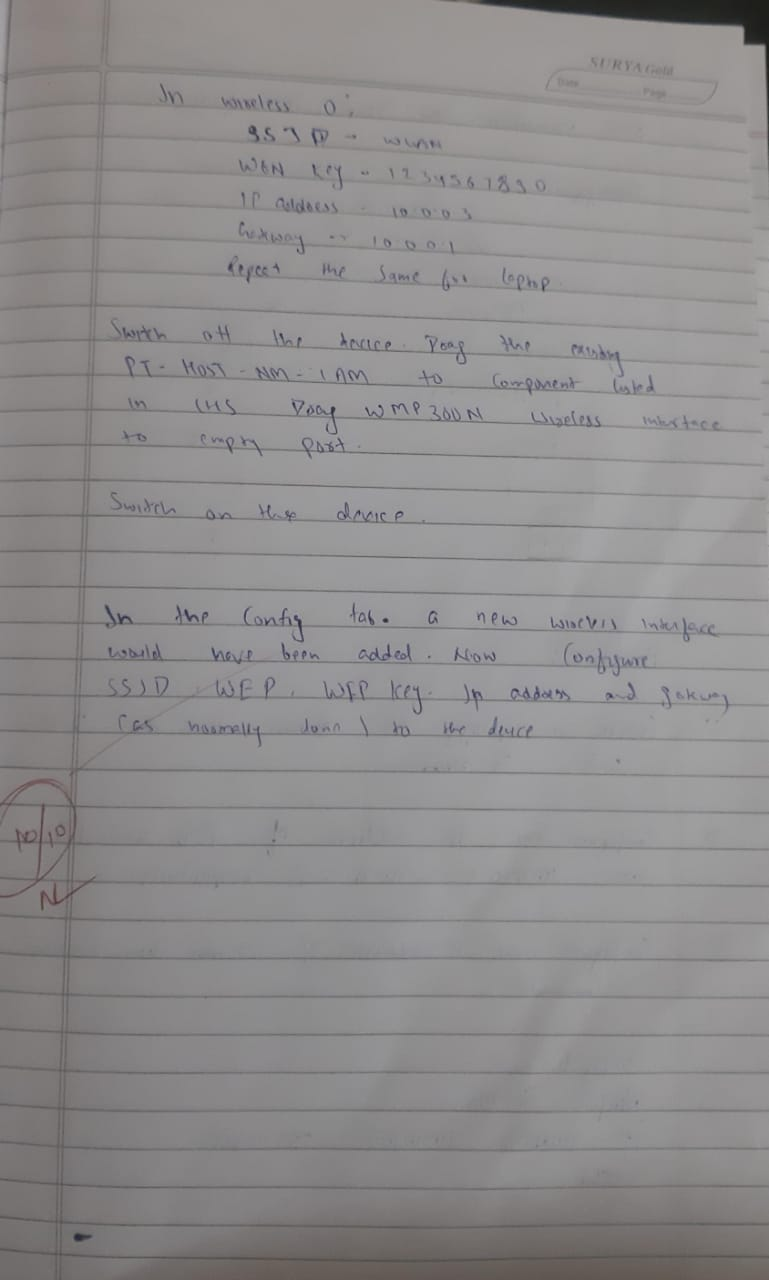 SURYA Gold
Date
Page
In wireless 0:
SSID - WLAN
Key - 1234567890
IP address - 10.0.0.3
Gateway - 10.0.0.1
Repeat the same for laptop.
Switch off the device. Drag the existing
PT-HOST-NM-1AM to component listed
in LHS Drag WMP300N wireless interface
to empty port.
Switch on the device.
In the config tab. a new wireless interface
would have been added. Now configure
SSID, WEP, WEP key. Ip address and gateway
(as normally done) to the device
10/10
N